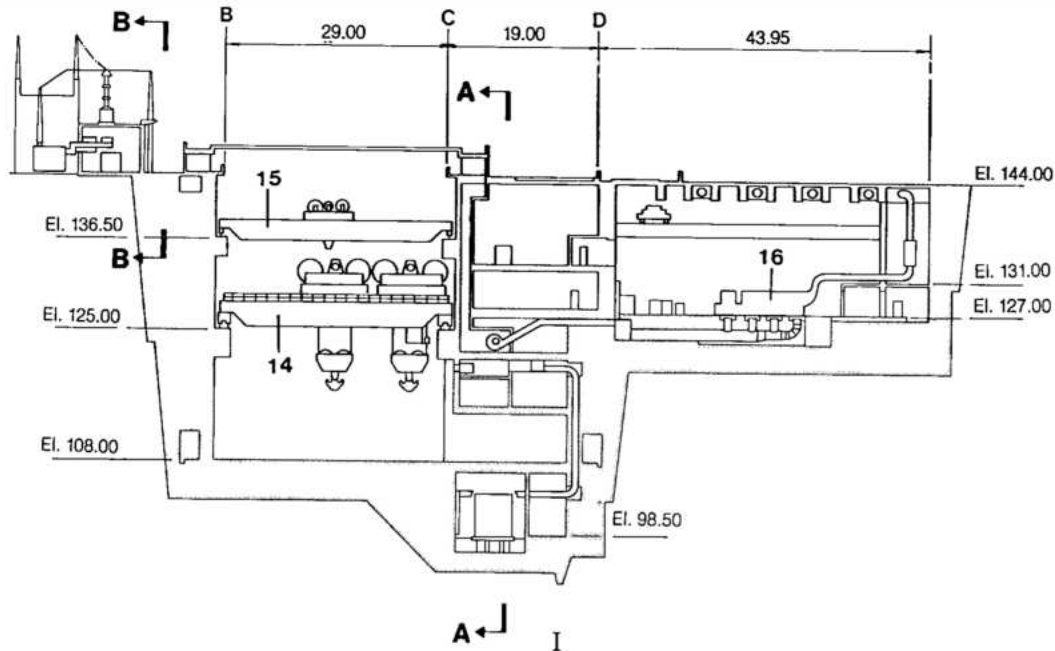 B
C
D
B
29.00
19.00
43.95
A
15
El. 144.00
El. 136.50
B
16
El. 131.00
El. 127.00
El. 125.00
14
El. 108.00
El. 98.50
A
I